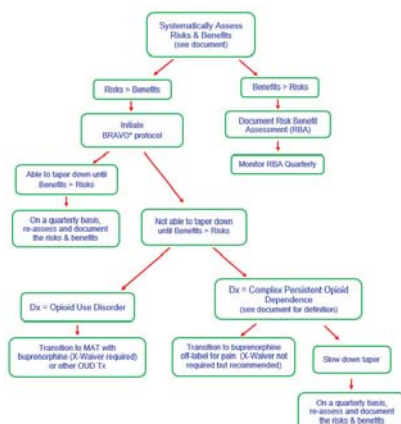 Systematically Assess
Risks & Benefits
(see document)
Risks > Benefits
Benefits > Risks
Initiate
BRAVO* protocol
Document Risk Benefit
Assessment (RBA)
Monitor RBA Quarterly
Able to taper down until
Benefits > Risks
On a quarterly basis,
re-assess and document
the risks & benefits
Not able to taper down
until Benefits > Risks
Dx = Opioid Use Disorder
Dx = Complex Persistent Opioid
Dependence
(see document for definition)
Transition to MAT with
buprenorphine (X-Waiver required)
or other OUD Tx
Transition to buprenorphine
off-label for pain (X-Waiver not
required but recommended)
Slow down taper
On a quarterly basis,
re-assess and document
the risks & benefits